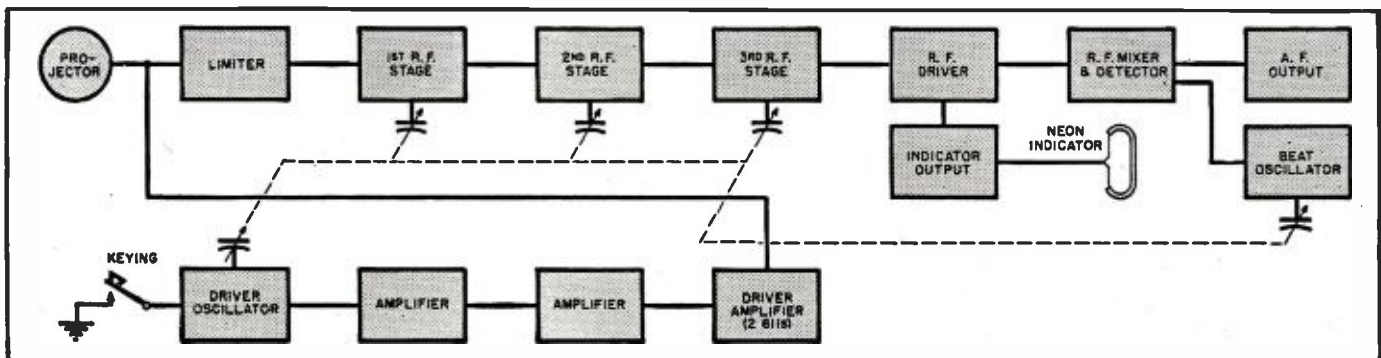 PRO-
JECTOR
LIMITER
1ST R. F.
STAGE
2ND R. F.
STAGE
3RD R. F.
STAGE
R. F.
DRIVER
R. F. MIXER
& DETECTOR
A. F.
OUTPUT
INDICATOR
OUTPUT
NEON
INDICATOR
BEAT
OSCILLATOR
KEYING
DRIVER
OSCILLATOR
AMPLIFIER
AMPLIFIER
DRIVER
AMPLIFIER
(2 6115)